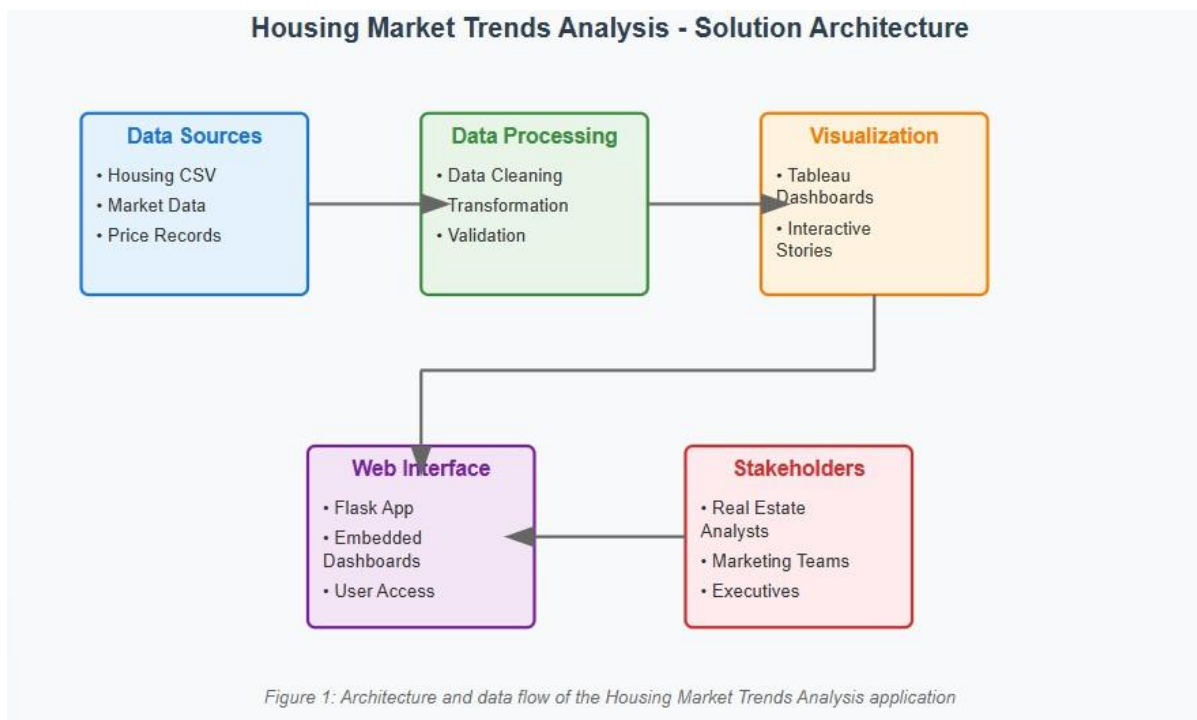 Housing Market Trends Analysis - Solution Architecture
Data Sources
• Housing CSV
• Market Data
• Price Records
Data Processing
• Data Cleaning
Transformation
• Validation
Visualization
• Tableau
Dashboards
• Interactive
Stories
Web Interface
• Flask App
• Embedded
Dashboards
• User Access
Stakeholders
• Real Estate
Analysts
• Marketing Teams
• Executives
Figure 1: Architecture and data flow of the Housing Market Trends Analysis application